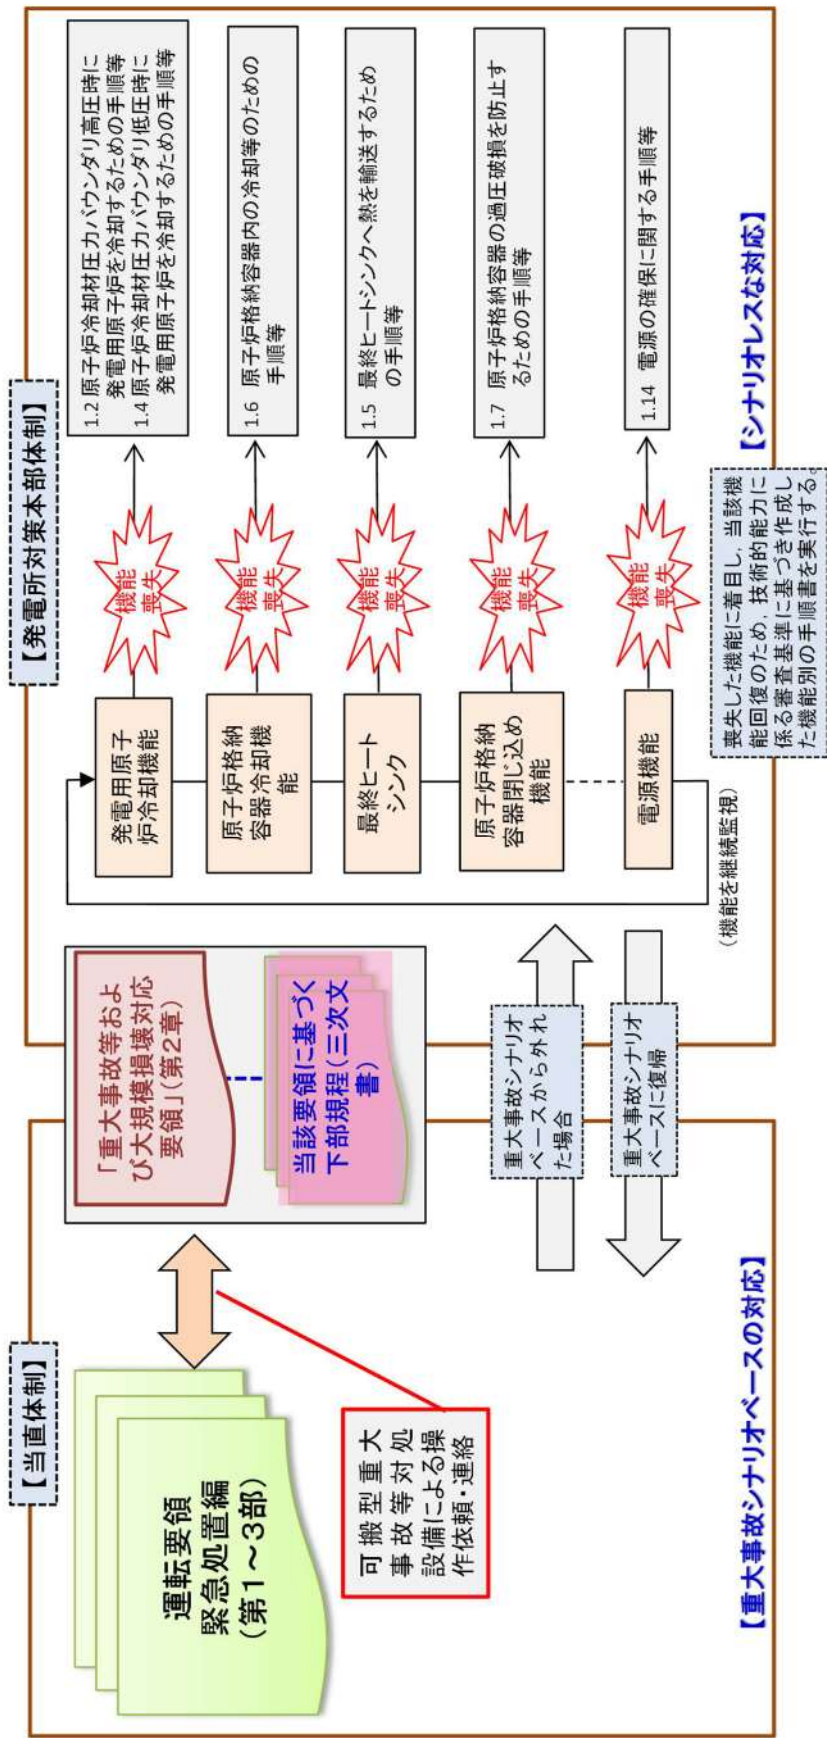 【当直体制】
運転要領
緊急処置編
(第1～3部)
可搬型重大
事故等対処
設備による操
作依頼・連絡
【重大事故シナリオベースの対応】
「重大事故等およ
び大規模損壊対応
要領」(第2章)
当該要領に基づく
下部規程(三次文
書)
重大事故シナリオ
ベースから外れ
た場合
重大事故シナリオ
ベースに復帰
【発電所対策本部体制】
発電用原子
炉冷却機能
機能
喪失
1.2 原子炉冷却材圧力バウンダリ高圧時に
発電用原子炉を冷却するための手順等
1.4 原子炉冷却材圧力バウンダリ低圧時に
発電用原子炉を冷却するための手順等
原子炉格納
容器冷却機
能
機能
喪失
1.6 原子炉格納容器内の冷却等のための
手順等
最終ヒート
シンク
機能
喪失
1.5 最終ヒートシンクへ熱を輸送するため
の手順等
原子炉格納
容器閉じ込め
機能
機能
喪失
1.7 原子炉格納容器の過圧破損を防止す
るための手順等
電源機能
機能
喪失
1.14 電源の確保に関する手順等
(機能を継続監視)
喪失した機能に着目し，当該機
能回復のため，技術的能力に
係る審査基準に基づき作成し
た機能別の手順書を実行する。
【シナリオレスな対応】